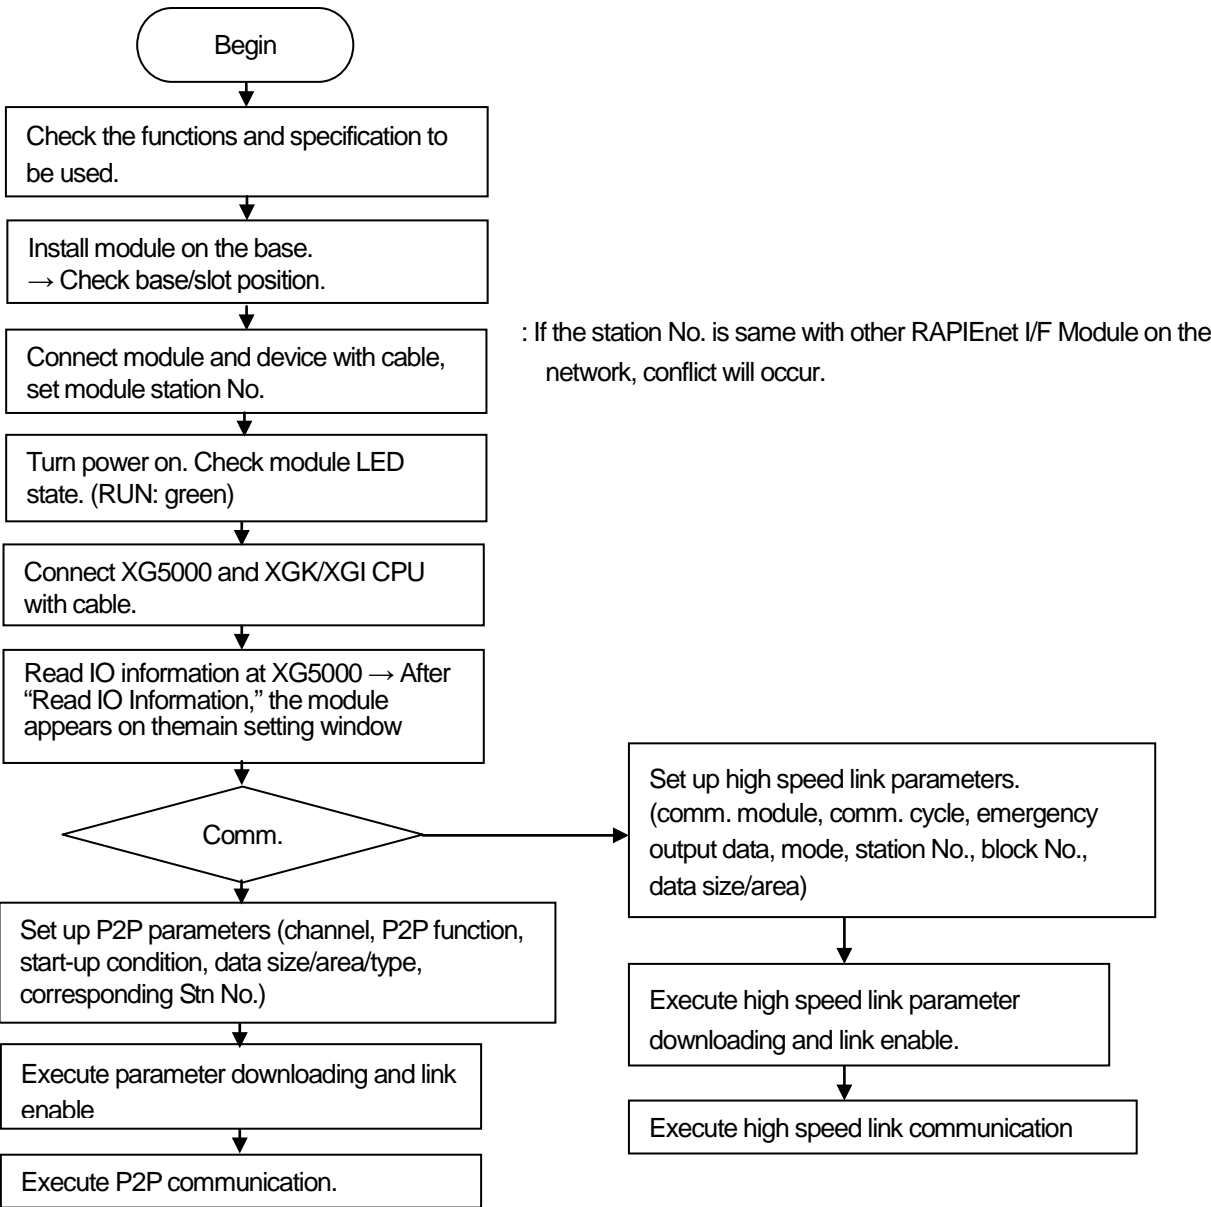 Begin
Check the functions and specification to
be used.
Install module on the base.
→ Check base/slot position.
Connect module and device with cable,
set module station No.
: If the station No. is same with other RAPIEnet I/F Module on the
network, conflict will occur.
Turn power on. Check module LED
state. (RUN: green)
Connect XG5000 and XGK/XGI CPU
with cable.
Read IO information at XG5000 → After
“Read IO Information,” the module
appears on themain setting window
Comm.
Set up high speed link parameters.
(comm. module, comm. cycle, emergency
output data, mode, station No., block No.,
data size/area)
Set up P2P parameters (channel, P2P function,
start-up condition, data size/area/type,
corresponding Stn No.)
Execute high speed link parameter
downloading and link enable.
Execute parameter downloading and link
enable
Execute high speed link communication
Execute P2P communication.